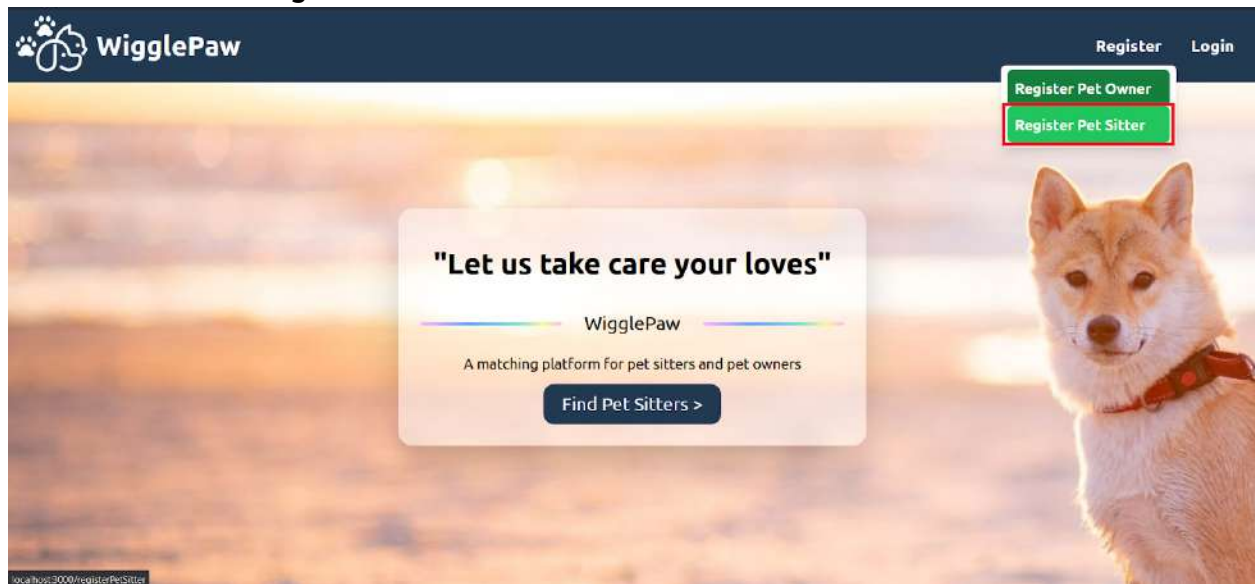 WigglePaw
Register Login
Register Pet Owner
Register Pet Sitter
"Let us take care your loves"
WigglePaw
A matching platform for pet sitters and pet owners
Find Pet Sitters >
localhost:3000/registerPetSitter